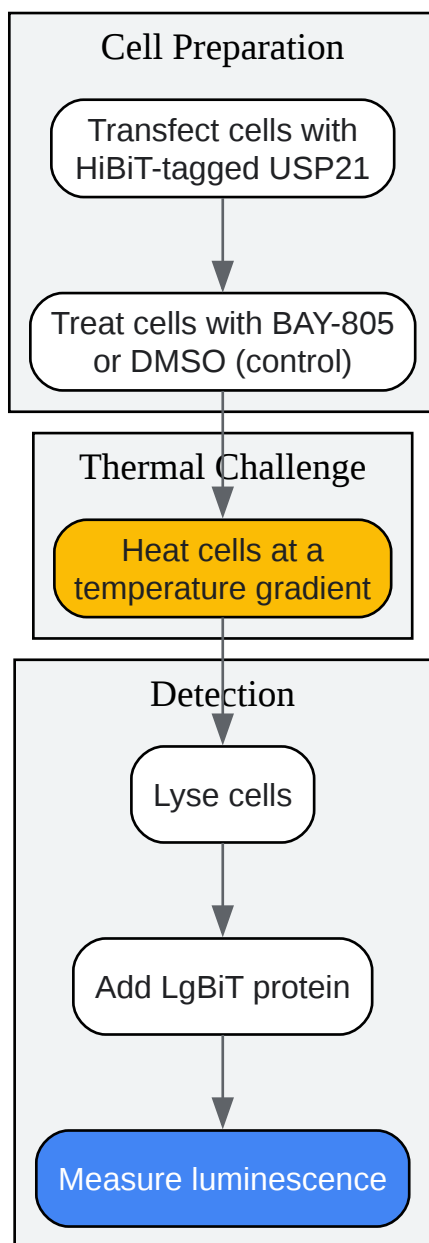 Cell Preparation
Transfect cells with
HiBiT-tagged USP21
Treat cells with BAY-805
or DMSO (control)
Thermal Challenge
Heat cells at a
temperature gradient
Detection
Lyse cells
Add LgBiT protein
Measure luminescence